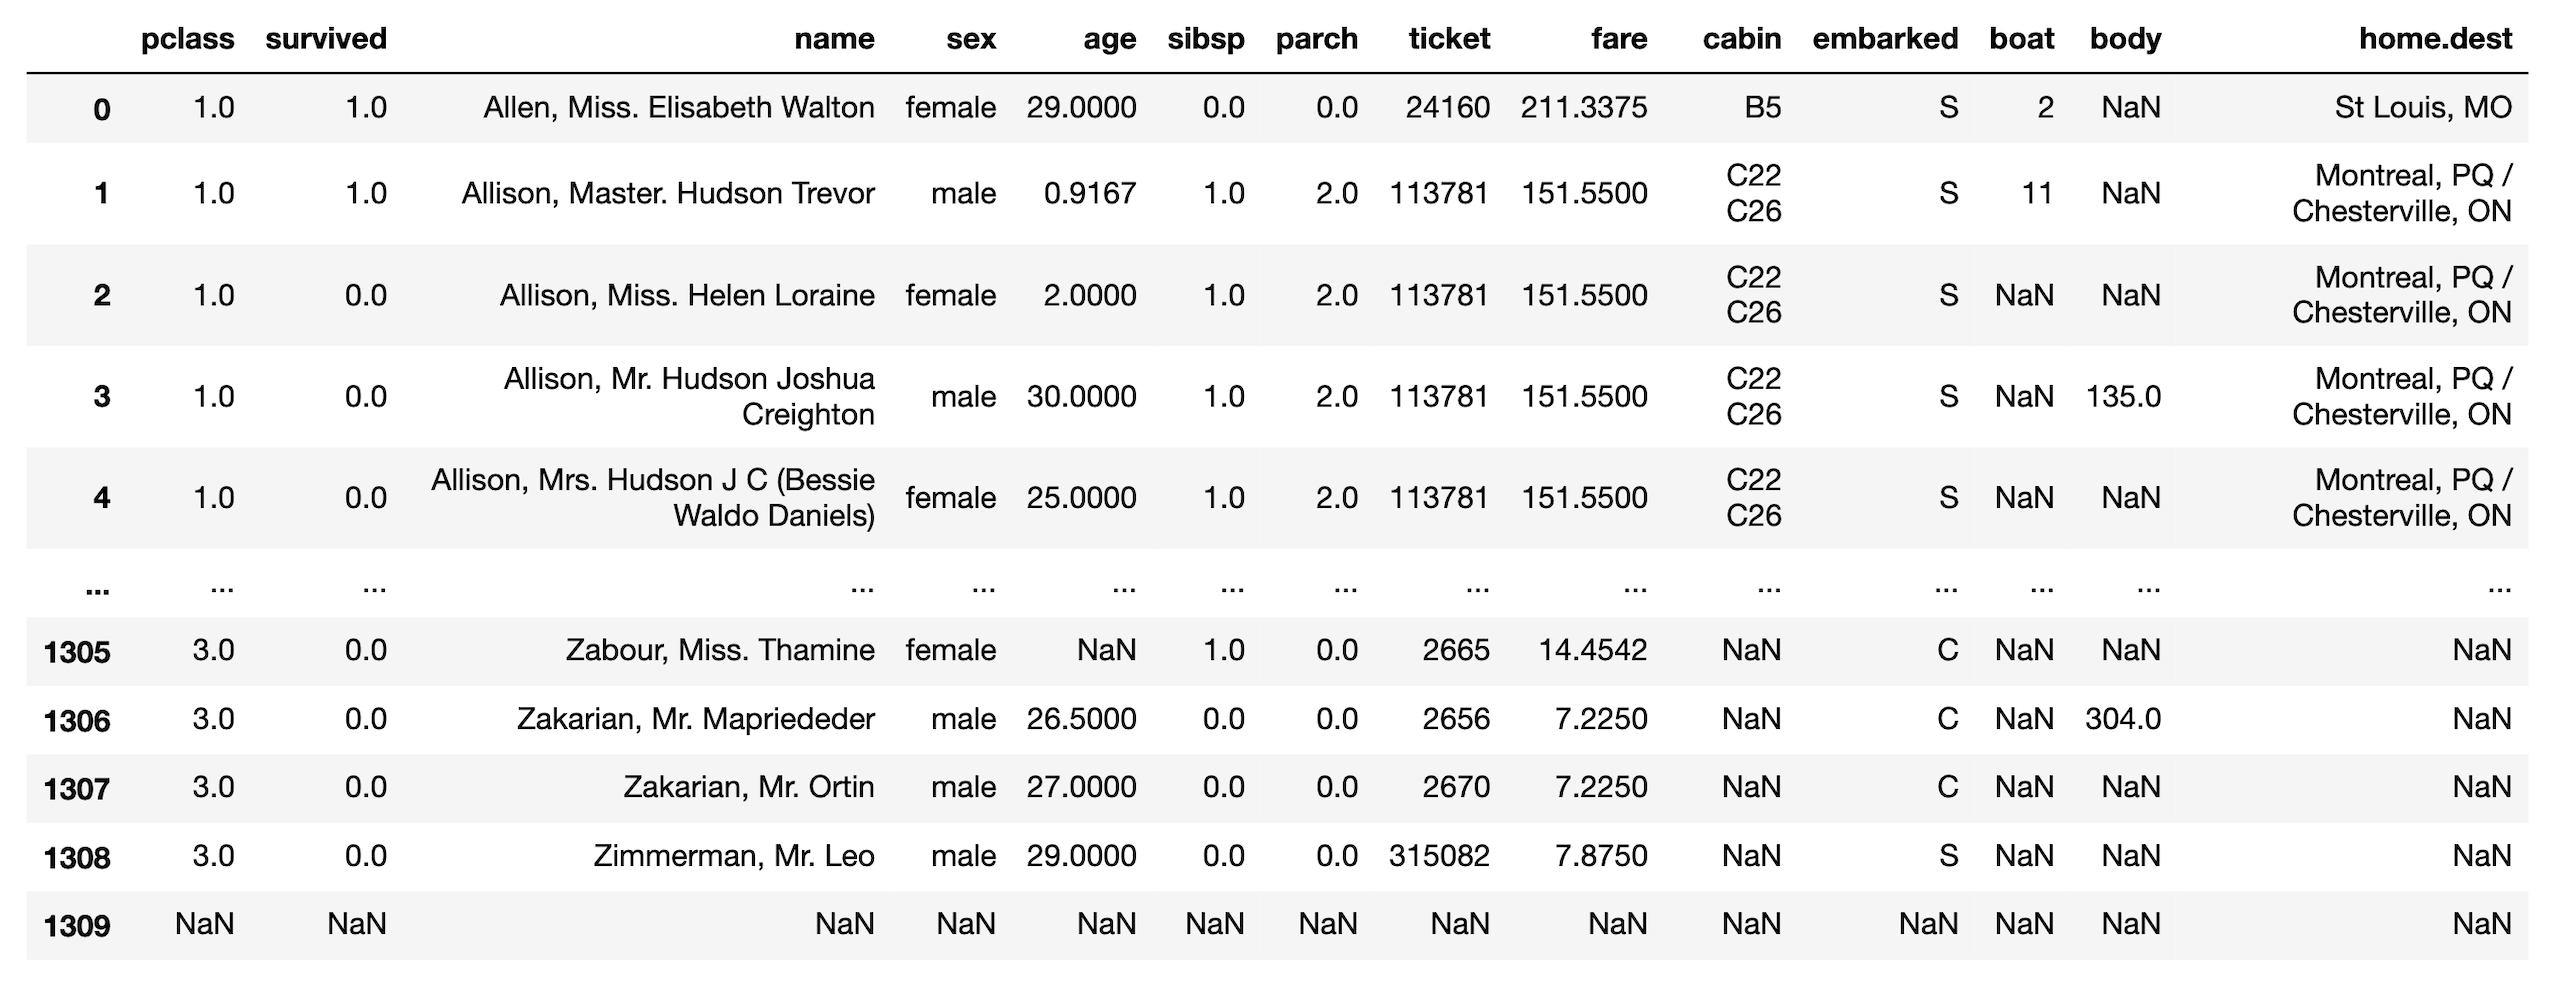 pclass survived name sex age sibsp parch ticket fare cabin embarked boat body home.dest
0 1.0 1.0 Allen, Miss. Elisabeth Walton female 29.0000 0.0 0.0 24160 211.3375 B5 S 2 NaN St Louis, MO
1 1.0 1.0 Allison, Master. Hudson Trevor male 0.9167 1.0 2.0 113781 151.5500 C22 C26 S 11 NaN Montreal, PQ / Chesterville, ON
2 1.0 0.0 Allison, Miss. Helen Loraine female 2.0000 1.0 2.0 113781 151.5500 C22 C26 S NaN NaN Montreal, PQ / Chesterville, ON
3 1.0 0.0 Allison, Mr. Hudson Joshua Creighton male 30.0000 1.0 2.0 113781 151.5500 C22 C26 S NaN 135.0 Montreal, PQ / Chesterville, ON
4 1.0 0.0 Allison, Mrs. Hudson J C (Bessie Waldo Daniels) female 25.0000 1.0 2.0 113781 151.5500 C22 C26 S NaN NaN Montreal, PQ / Chesterville, ON
... ... ... ... ... ... ... ... ... ... ... ... ... ... ...
1305 3.0 0.0 Zabour, Miss. Thamine female NaN 1.0 0.0 2665 14.4542 NaN C NaN NaN NaN
1306 3.0 0.0 Zakarian, Mr. Mapriededer male 26.5000 0.0 0.0 2656 7.2250 NaN C NaN 304.0 NaN
1307 3.0 0.0 Zakarian, Mr. Ortin male 27.0000 0.0 0.0 2670 7.2250 NaN C NaN NaN NaN
1308 3.0 0.0 Zimmerman, Mr. Leo male 29.0000 0.0 0.0 315082 7.8750 NaN S NaN NaN NaN
1309 NaN NaN NaN NaN NaN NaN NaN NaN NaN NaN NaN NaN NaN NaN